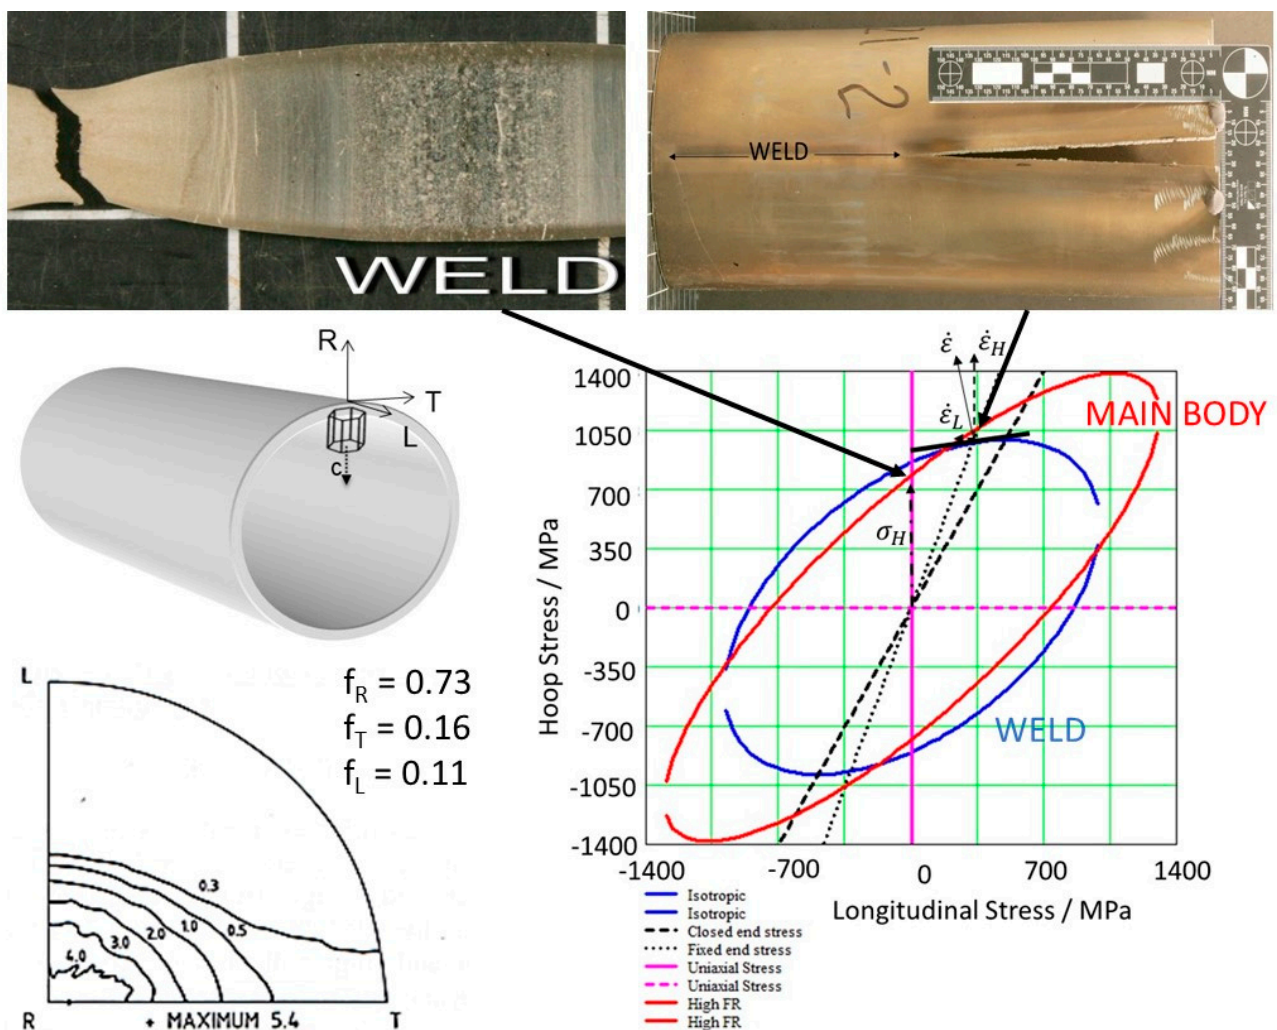 WELD
2
WELD
R
T
L
c
L
f_R = 0.73
f_T = 0.16
f_L = 0.11
0.3
0.5
1.0
2.0
3.0
4.0
R
+ MAXIMUM 5.4
T
ε̇
ε̇_H
ε̇_L
σ_H
MAIN BODY
WELD
Hoop Stress / MPa
1400
1050
700
350
0
-350
-700
-1050
-1400
-1400
-700
0
700
1400
Longitudinal Stress / MPa
Isotropic
Isotropic
Closed end stress
Fixed end stress
Uniaxial Stress
Uniaxial Stress
High FR
High FR